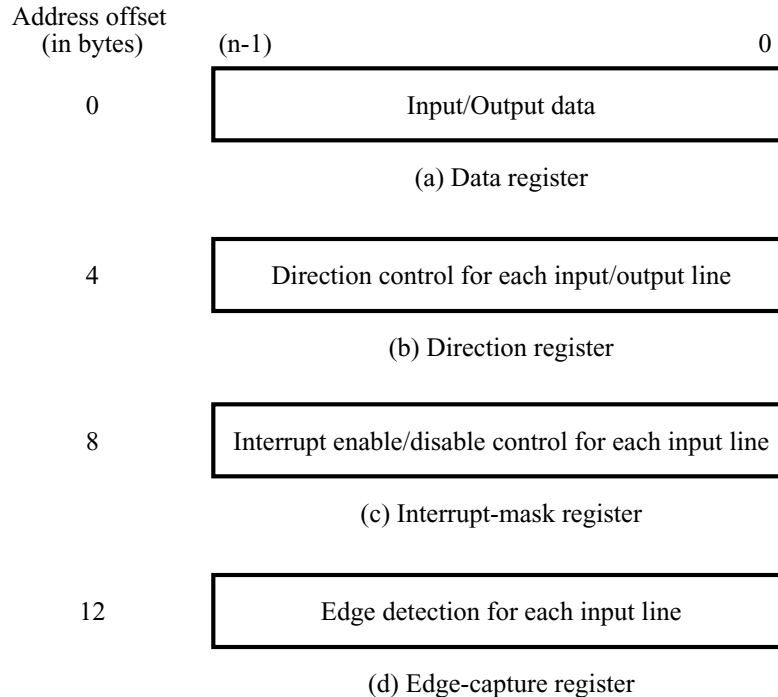 Address offset
(in bytes)
(n-1) 0
0 Input/Output data
(a) Data register
4 Direction control for each input/output line
(b) Direction register
8 Interrupt enable/disable control for each input line
(c) Interrupt-mask register
12 Edge detection for each input line
(d) Edge-capture register